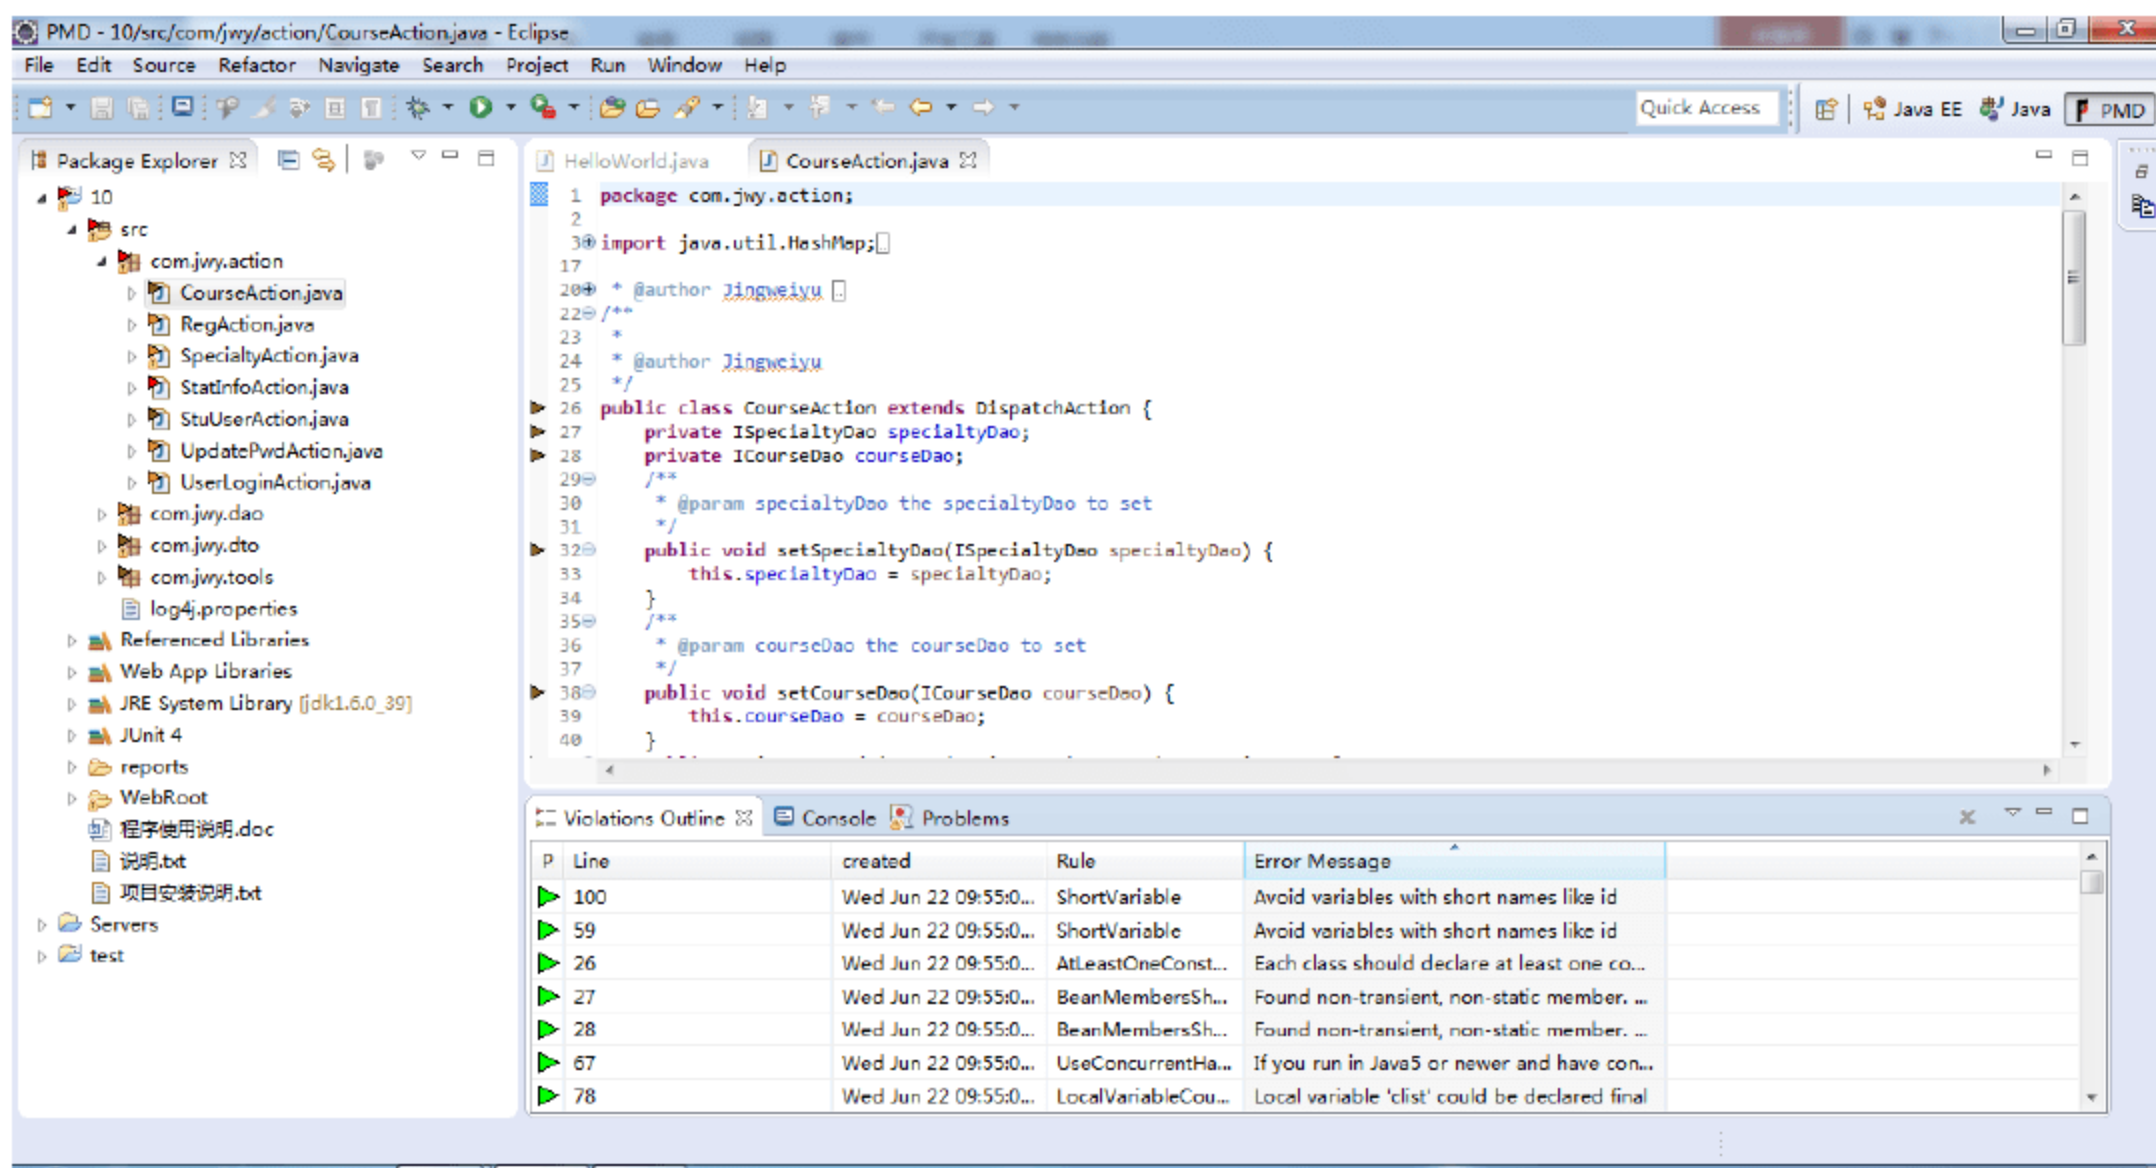 PMD - 10/src/com/jwy/action/CourseAction.java - Eclipse
File Edit Source Refactor Navigate Search Project Run Window Help
Quick Access Java EE Java PMD
Package Explorer
10
src
com.jwy.action
CourseAction.java
RegAction.java
SpecialtyAction.java
StatInfoAction.java
StuUserAction.java
UpdatePwdAction.java
UserLoginAction.java
com.jwy.dao
com.jwy.dto
com.jwy.tools
log4j.properties
Referenced Libraries
Web App Libraries
JRE System Library [jdk1.6.0_39]
JUnit 4
reports
WebRoot
程序使用说明.doc
说明.txt
项目安装说明.txt
Servers
test
HelloWorld.java CourseAction.java
1 package com.jwy.action;
2
3 import java.util.HashMap;
17
20 * @author Jingweiyu
22 /**
23 *
24 * @author Jingweiyu
25 */
26 public class CourseAction extends DispatchAction {
27 private ISpecialtyDao specialtyDao;
28 private ICourseDao courseDao;
29 /**
30 * @param specialtyDao the specialtyDao to set
31 */
32 public void setSpecialtyDao(ISpecialtyDao specialtyDao) {
33 this.specialtyDao = specialtyDao;
34 }
35 /**
36 * @param courseDao the courseDao to set
37 */
38 public void setCourseDao(ICourseDao courseDao) {
39 this.courseDao = courseDao;
40 }
Violations Outline Console Problems
P Line created Rule Error Message
100 Wed Jun 22 09:55:0... ShortVariable Avoid variables with short names like id
59 Wed Jun 22 09:55:0... ShortVariable Avoid variables with short names like id
26 Wed Jun 22 09:55:0... AtLeastOneConst... Each class should declare at least one co...
27 Wed Jun 22 09:55:0... BeanMembersSh... Found non-transient, non-static member. ...
28 Wed Jun 22 09:55:0... BeanMembersSh... Found non-transient, non-static member. ...
67 Wed Jun 22 09:55:0... UseConcurrentHa... If you run in Java5 or newer and have con...
78 Wed Jun 22 09:55:0... LocalVariableCou... Local variable 'clist' could be declared final